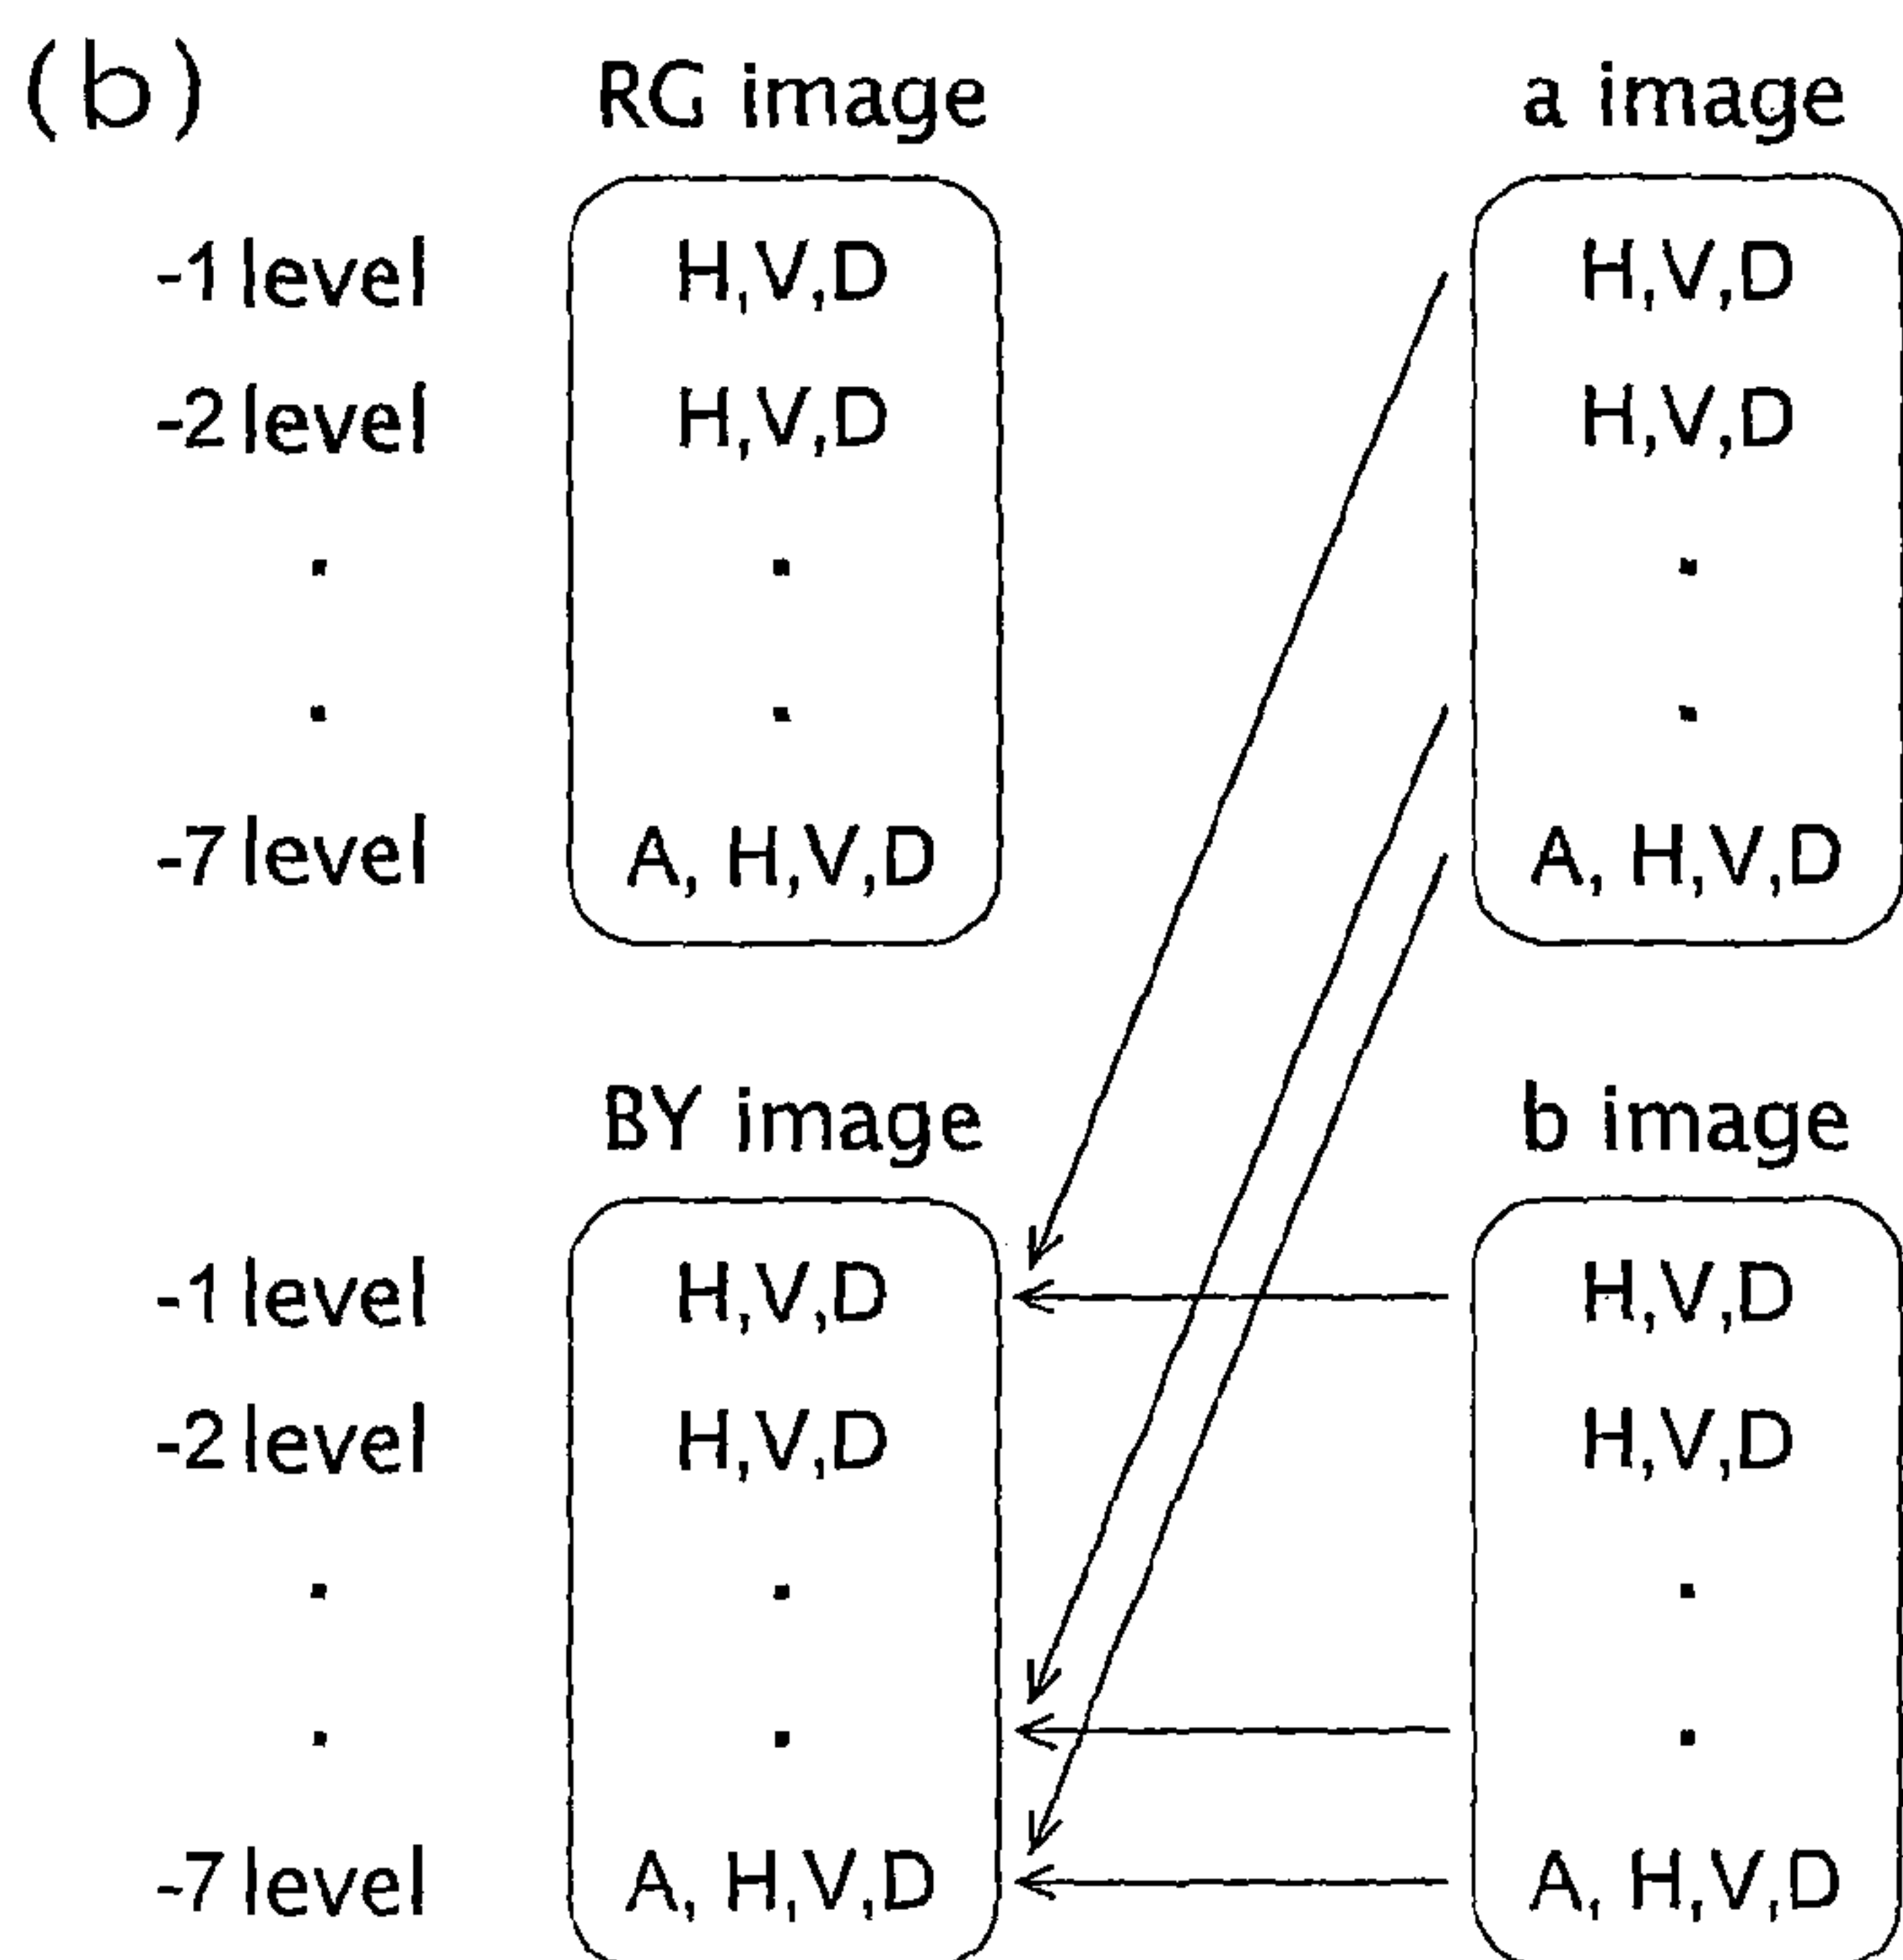 (b) RG image a image
-1 level H,V,D H,V,D
-2 level H,V,D H,V,D
. . .
. . .
-7 level A, H,V,D A, H,V,D
BY image b image
-1 level H,V,D H,V,D
-2 level H,V,D H,V,D
. . .
. . .
-7 level A, H,V,D A, H,V,D